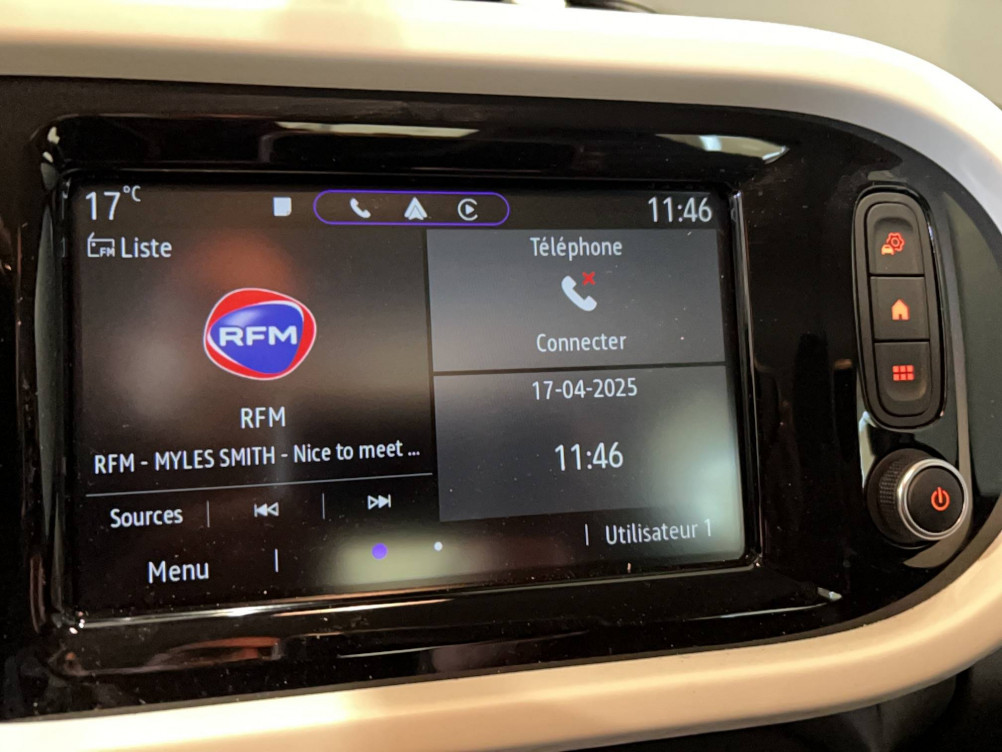 17°C
11:46
FM Liste
RFM
RFM
RFM - MYLES SMITH - Nice to meet ...
Sources
Menu
Téléphone
Connecter
17-04-2025
11:46
Utilisateur 1